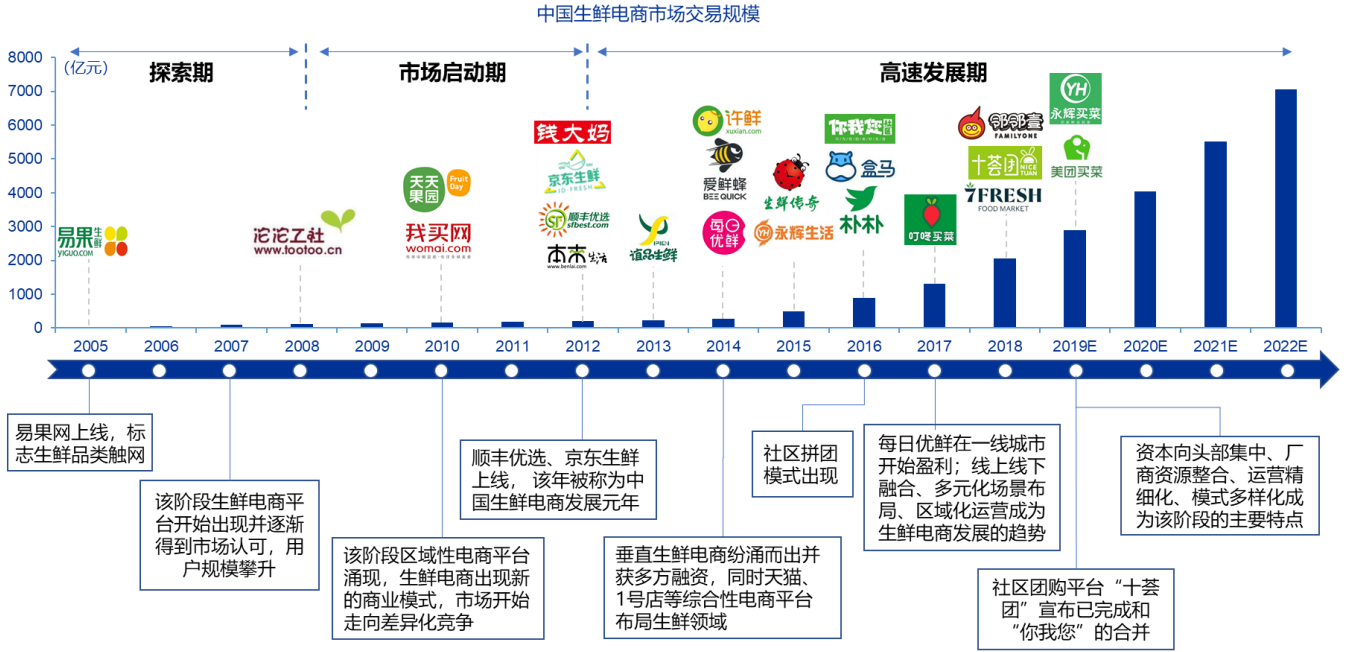 中国生鲜电商市场交易规模
(亿元)
探索期
市场启动期
高速发展期
8000
7000
6000
5000
4000
3000
2000
1000
0
易果生鲜
YIGUO.COM
沱沱工社
www.tootoo.cn
天天果园
Fruit Day
我买网
womai.com
钱大妈
京东生鲜
JD-FRESH
顺丰优选
sfbest.com
本来生活
www.benlai.com
谊品生鲜
许鲜
xuxian.com
爱鲜蜂
BEE QUICK
每日优鲜
生鲜传奇
永辉生活
你我您社区
盒马
朴朴
叮咚买菜
邻邻壹
FAMILYONE
十荟团
NICE TUAN
7FRESH
FOOD MARKET
YH
永辉买菜
美团买菜
2005
2006
2007
2008
2009
2010
2011
2012
2013
2014
2015
2016
2017
2018
2019E
2020E
2021E
2022E
易果网上线，标
志生鲜品类触网
该阶段生鲜电商平
台开始出现并逐渐
得到市场认可，用
户规模攀升
该阶段区域性电商平台
涌现，生鲜电商出现新
的商业模式，市场开始
走向差异化竞争
顺丰优选、京东生鲜
上线， 该年被称为中
国生鲜电商发展元年
垂直生鲜电商纷涌而出并
获多方融资，同时天猫、
1号店等综合性电商平台
布局生鲜领域
社区拼团
模式出现
每日优鲜在一线城市
开始盈利；线上线下
融合、多元化场景布
局、区域化运营成为
生鲜电商发展的趋势
社区团购平台“十荟
团”宣布已完成和
“你我您”的合并
资本向头部集中、厂
商资源整合、运营精
细化、模式多样化成
为该阶段的主要特点